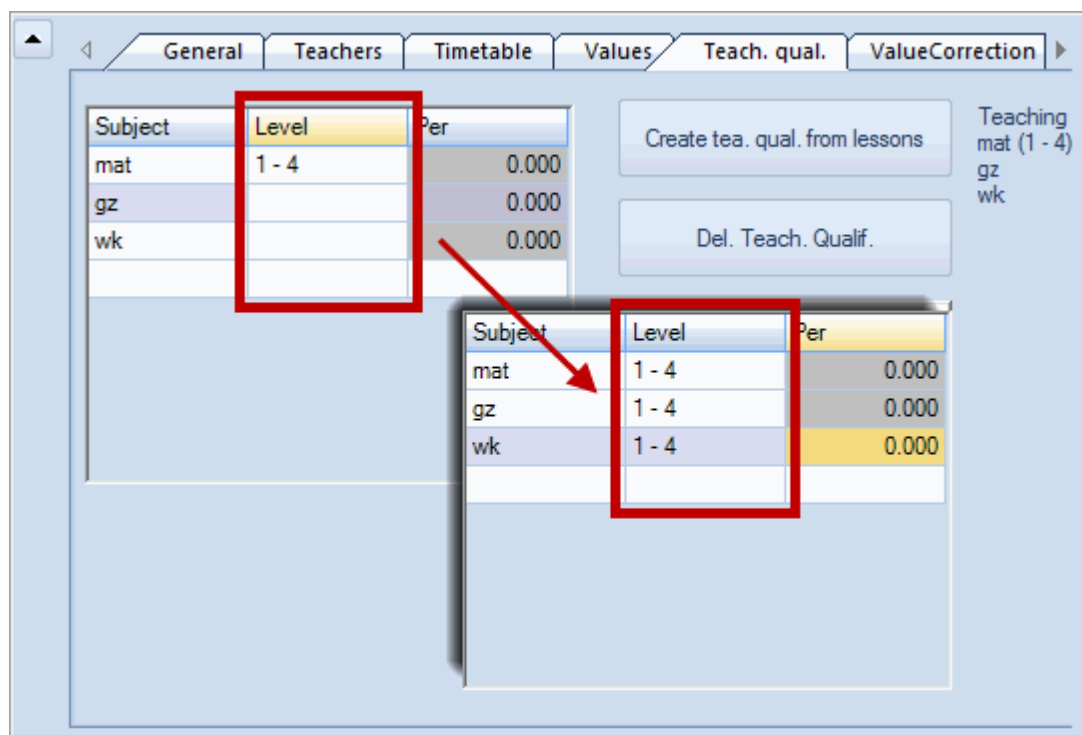 General Teachers Timetable Values Teach. qual. ValueCorrection
Subject Level Per
mat 1 - 4 0.000
gz 0.000
wk 0.000
Create tea. qual. from lessons
Del. Teach. Qualif.
Teaching
mat (1 - 4)
gz
wk
Subject Level Per
mat 1 - 4 0.000
gz 1 - 4 0.000
wk 1 - 4 0.000